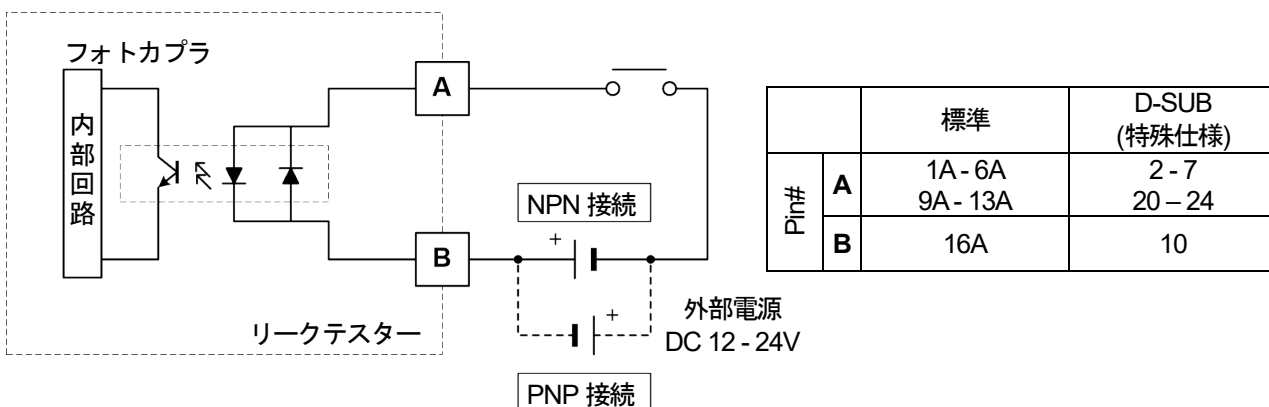 フォトカプラ
内部回路
A
B
リークテスター
NPN 接続
+
+
外部電源
DC 12 - 24V
PNP 接続
標準
D-SUB
(特殊仕様)
Pin#
A
1A - 6A
2 - 7
9A - 13A
20 – 24
B
16A
10